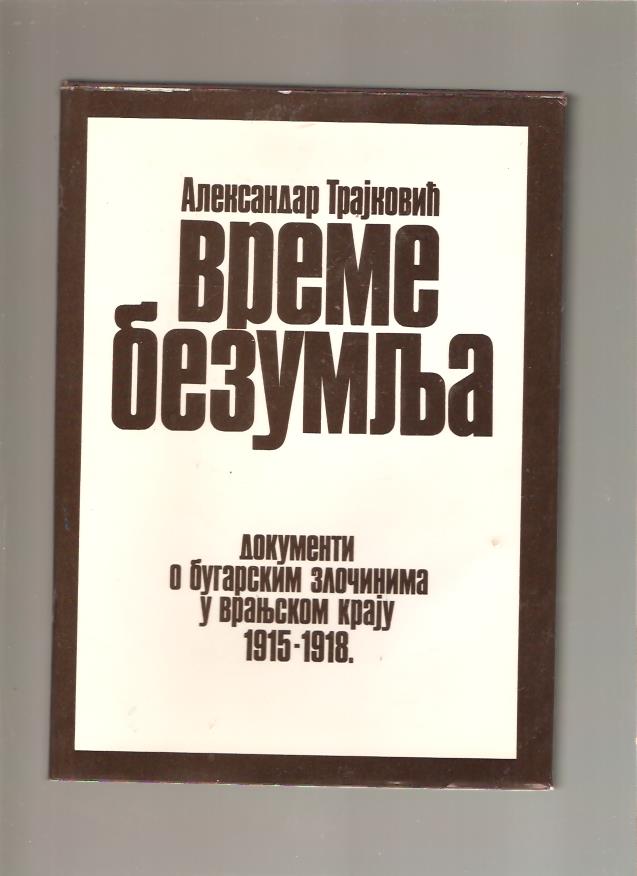 Александар Трајковић
време
безумља
документи
о бугарским злочинима
у врањском крају
1915-1918.